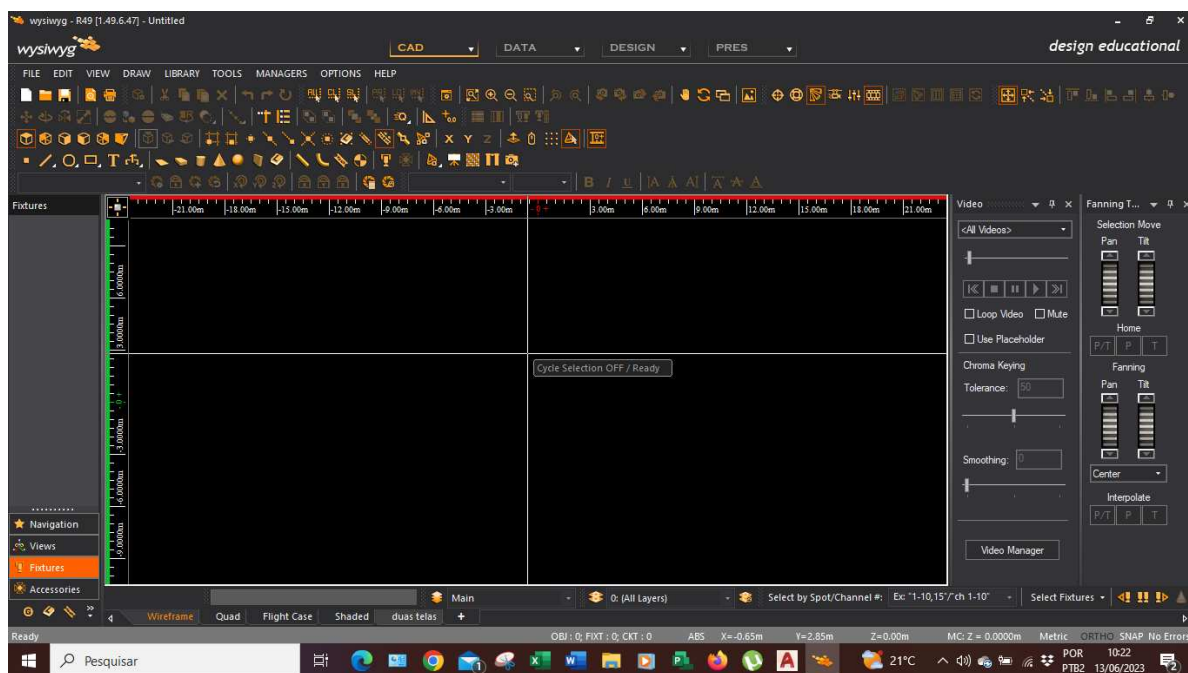 wysiwyg - R49 [1.49.6.47] - Untitled
wysiwyg
CAD DATA DESIGN PRES
design educational
FILE EDIT VIEW DRAW LIBRARY TOOLS MANAGERS OPTIONS HELP
X Y Z
B I U
Fixtures
-21.00m -18.00m -15.00m -12.00m -9.00m -6.00m -3.00m -0+ 3.00m 6.00m 9.00m 12.00m 15.00m 18.00m 21.00m
6.0000m
3.0000m
-0+
-3.0000m
-6.0000m
-9.0000m
Cycle Selection OFF / Ready
Video
<All Videos>
Loop Video Mute
Use Placeholder
Chroma Keying
Tolerance: 50
Smoothing: 0
Video Manager
Fanning T...
Selection Move
Pan Tilt
Home
P/T P T
Fanning
Pan Tilt
Center
Interpolate
P/T P T
Navigation
Views
Fixtures
Accessories
Main
0: (All Layers)
Select by Spot/Channel #: Ex: "1-10,15"/"ch 1-10"
Select Fixtures
Wireframe Quad Flight Case Shaded duas telas +
Ready
OBJ : 0; FIXT : 0; CKT : 0 ABS X=-0.65m Y=2.85m Z=0.00m MC: Z = 0.0000m Metric ORTHO SNAP No Errors
Pesquisar
21°C
POR
PTB2
10:22
13/06/2023